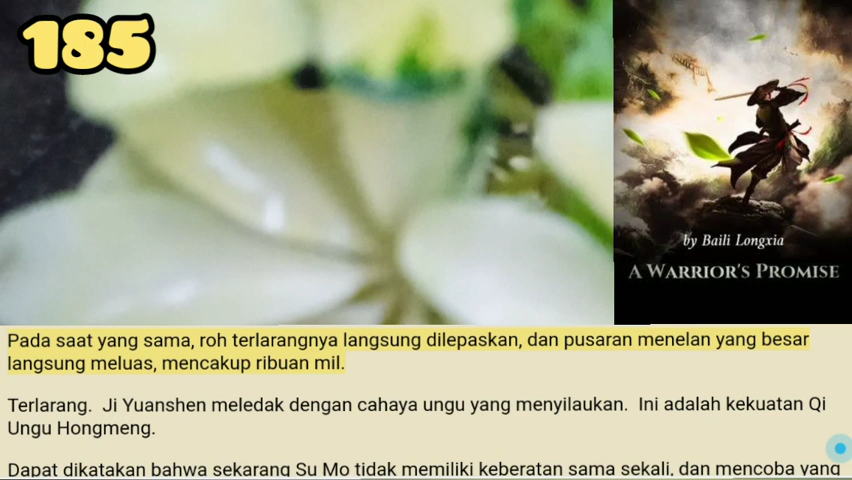 185
by Baili Longxia
A WARRIOR'S PROMISE
Pada saat yang sama, roh terlarangnya langsung dilepaskan, dan pusaran menelan yang besar
langsung meluas, mencakup ribuan mil.
Terlarang.  Ji Yuanshen meledak dengan cahaya ungu yang menyilaukan.  Ini adalah kekuatan Qi
Ungu Hongmeng.
Dapat dikatakan bahwa sekarang Su Mo tidak memiliki keberatan sama sekali, dan mencoba yang